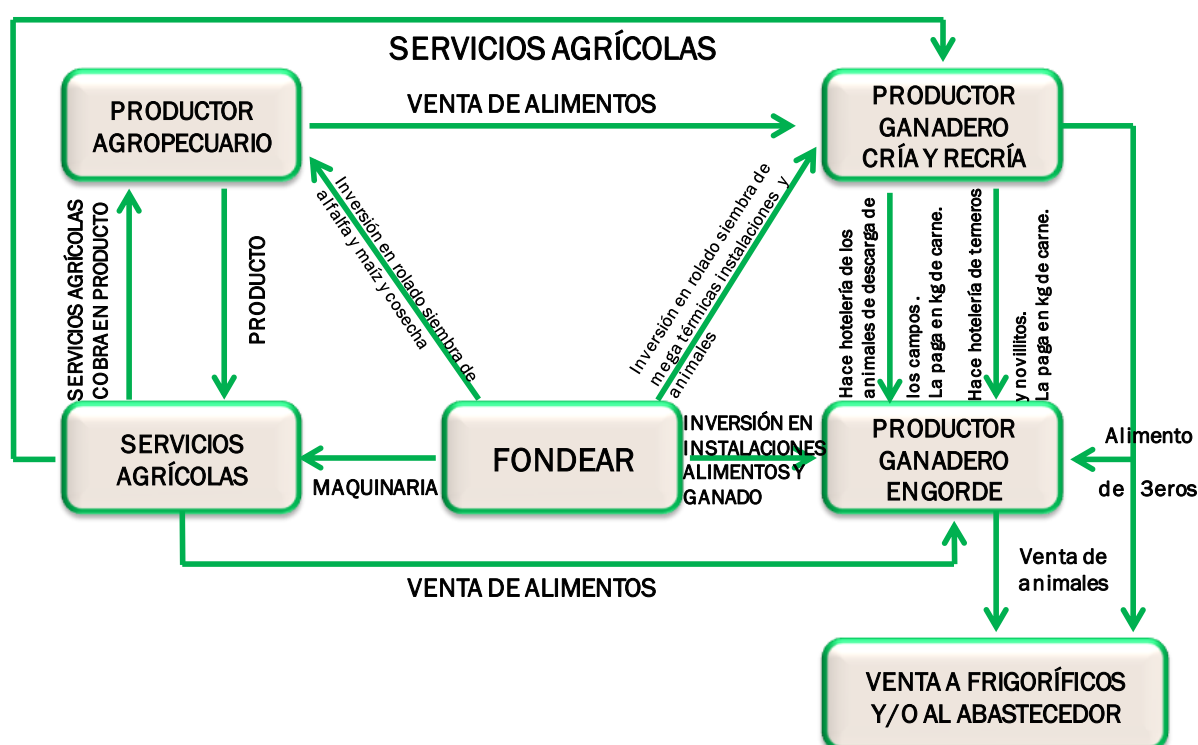 SERVICIOS AGRÍCOLAS
PRODUCTOR
AGROPECUARIO
VENTA DE ALIMENTOS
PRODUCTOR
GANADERO
CRÍA Y RECRÍA
SERVICIOS AGRÍCOLAS
COBRA EN PRODUCTO
PRODUCTO
Inversión en rolado siembra de
alfalfa y maíz y cosecha
Inversión en rolado siembra de
mega térmicas instalaciones y
animales
Hace hotelería de los
animales de descarga de
los campos .
La paga en kg de carne.
Hace hotelería de terneros
y novillitos.
La paga en kg de carne.
SERVICIOS
AGRÍCOLAS
MAQUINARIA
FONDEAR
INVERSIÓN EN
INSTALACIONES
ALIMENTOS Y
GANADO
PRODUCTOR
GANADERO
ENGORDE
Alimento
de 3eros
VENTA DE ALIMENTOS
Venta de
animales
VENTA A FRIGORÍFICOS
Y/O AL ABASTECEDOR